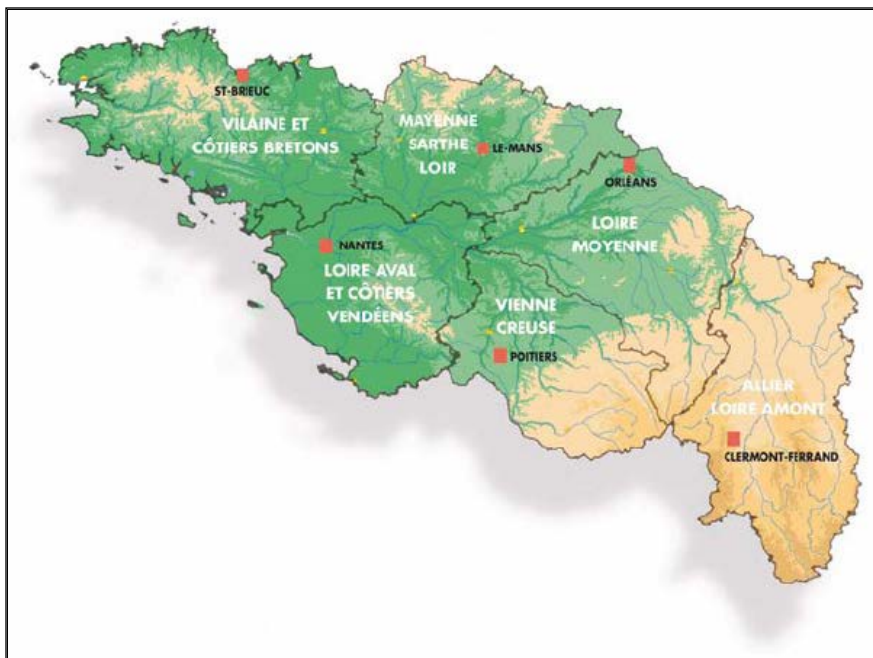 ST-BRIEUC
VILAINE ET
CÔTIERS BRETONS
MAYENNE
SARTHE
LOIR
LE-MANS
ORLÉANS
LOIRE
MOYENNE
NANTES
LOIRE AVAL
ET CÔTIERS
VENDÉENS
VIENNE
CREUSE
POITIERS
ALLIER
LOIRE AMONT
CLERMONT-FERRAND